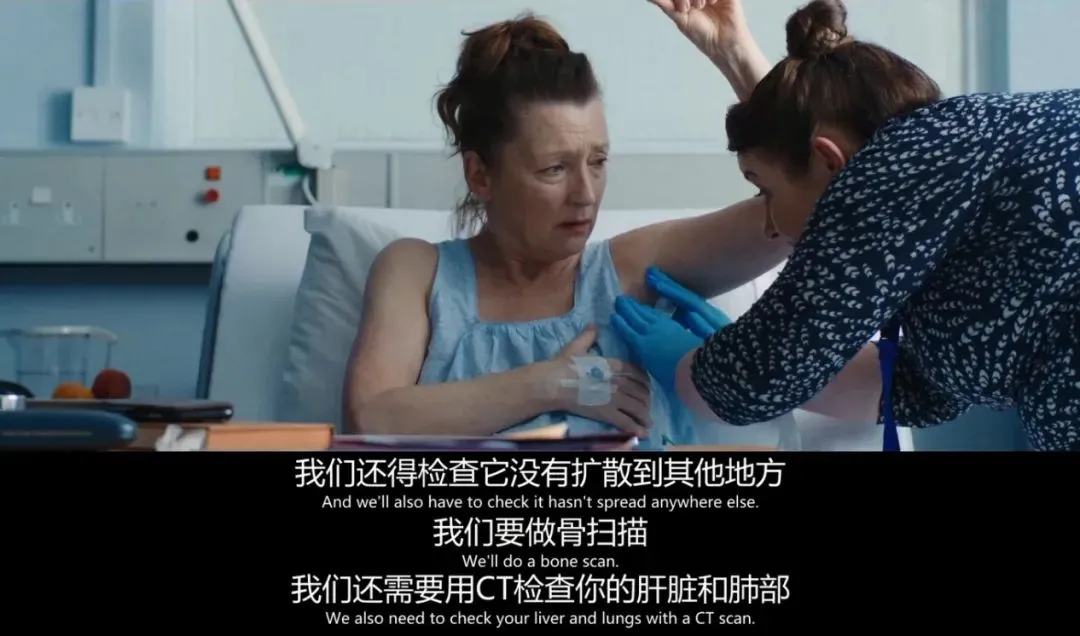 我们还得检查它没有扩散到其他地方
And we'll also have to check it hasn't spread anywhere else.
我们要做骨扫描
We'll do a bone scan.
我们还需要用CT检查你的肝脏和肺部
We also need to check your liver and lungs with a CT scan.